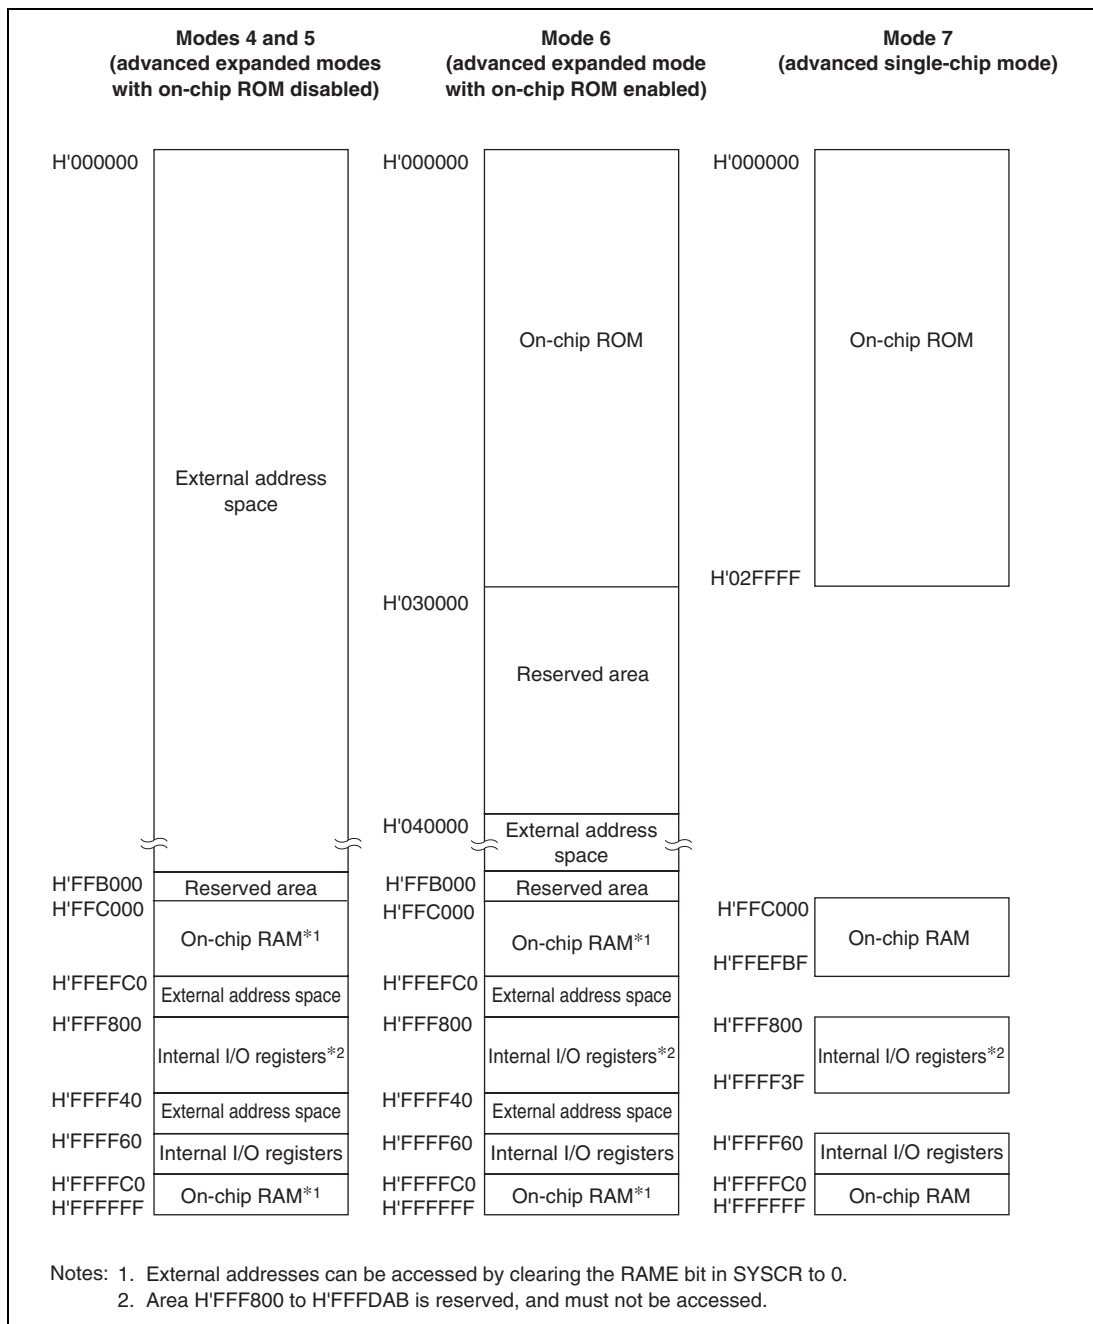 Modes 4 and 5
(advanced expanded modes
with on-chip ROM disabled)
Mode 6
(advanced expanded mode
with on-chip ROM enabled)
Mode 7
(advanced single-chip mode)
H'000000
External address
space
H'FFB000
Reserved area
H'FFC000
On-chip RAM*1
H'FFEFC0
External address space
H'FFF800
Internal I/O registers*2
H'FFFF40
External address space
H'FFFF60
Internal I/O registers
H'FFFFC0
On-chip RAM*1
H'FFFFFF
H'000000
On-chip ROM
H'030000
Reserved area
H'040000
External address
space
H'FFB000
Reserved area
H'FFC000
On-chip RAM*1
H'FFEFC0
External address space
H'FFF800
Internal I/O registers*2
H'FFFF40
External address space
H'FFFF60
Internal I/O registers
H'FFFFC0
On-chip RAM*1
H'FFFFFF
H'000000
On-chip ROM
H'02FFFF
H'FFC000
On-chip RAM
H'FFEFBF
H'FFF800
Internal I/O registers*2
H'FFFF3F
H'FFFF60
Internal I/O registers
H'FFFFC0
On-chip RAM
H'FFFFFF
Notes: 1. External addresses can be accessed by clearing the RAME bit in SYSCR to 0.
2. Area H'FFF800 to H'FFFDAB is reserved, and must not be accessed.